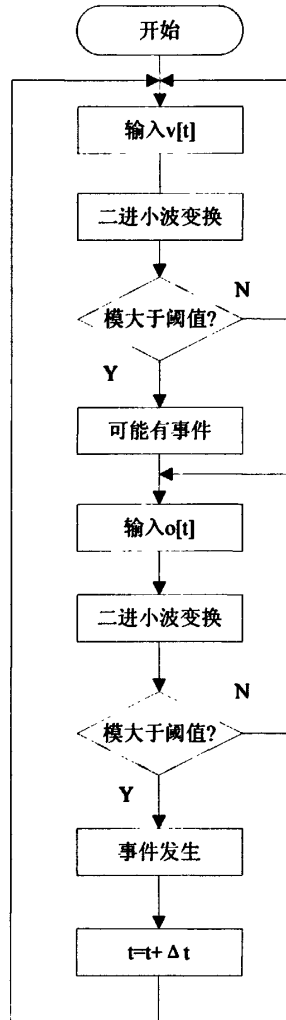 开始
输入v[t]
二进小波变换
模大于阈值?
N
Y
可能有事件
输入o[t]
二进小波变换
模大于阈值?
N
Y
事件发生
t=t+Δt